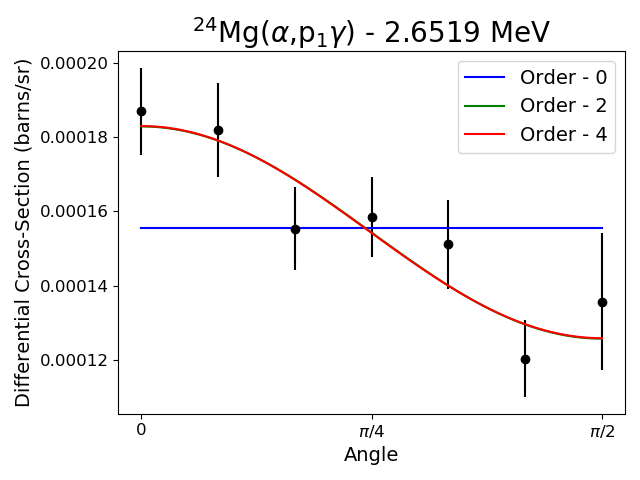 ²⁴Mg(α,p₁γ) - 2.6519 MeV
Differential Cross-Section (barns/sr)
0.00020
0.00018
0.00016
0.00014
0.00012
Order - 0
Order - 2
Order - 4
0
π/4
π/2
Angle